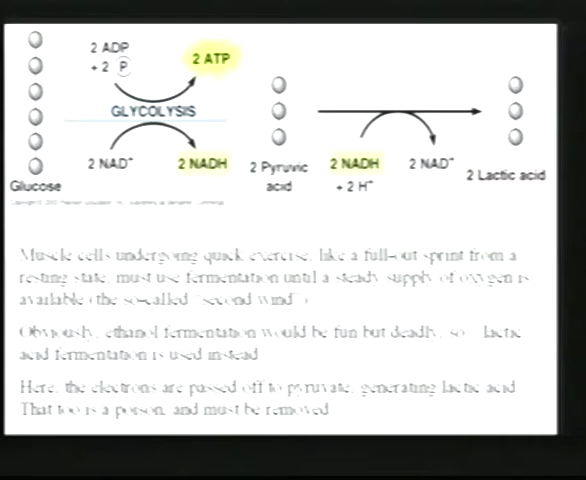 2 ADP
+ 2 P
2 ATP
GLYCOLYSIS
2 NAD+
2 NADH
Glucose
2 Pyruvic
acid
2 NADH
+ 2 H+
2 NAD+
2 Lactic acid
Muscle cells undergoing quick exercise, like a full-out sprint from a
resting state, must use fermentation until a steady supply of oxygen is
available (the so-called "second wind")
Obviously, ethanol fermentation would be fun but deadly, so lactic
acid fermentation is used instead
Here, the electrons are passed off to pyruvate, generating lactic acid
That too is a poison, and must be removed